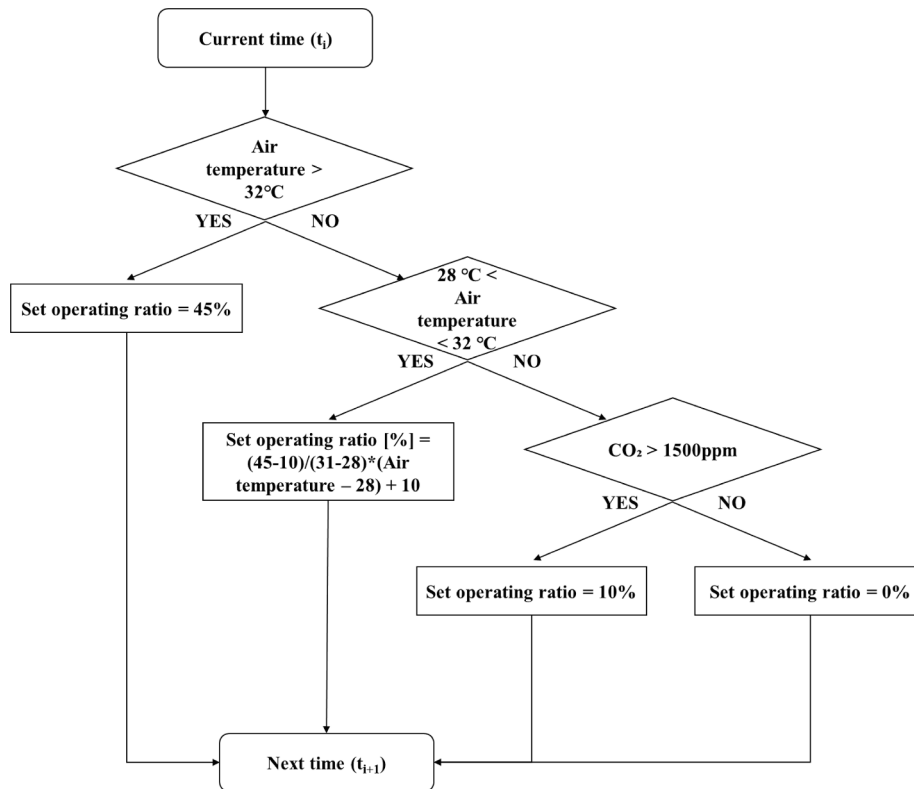 Current time (tᵢ)
Air
temperature >
32℃
YES
NO
Set operating ratio = 45%
28 ℃ <
Air
temperature
< 32 ℃
YES
NO
Set operating ratio [%] =
(45-10)/(31-28)*(Air
temperature – 28) + 10
CO₂ > 1500ppm
YES
NO
Set operating ratio = 10%
Set operating ratio = 0%
Next time (tᵢ₊₁)